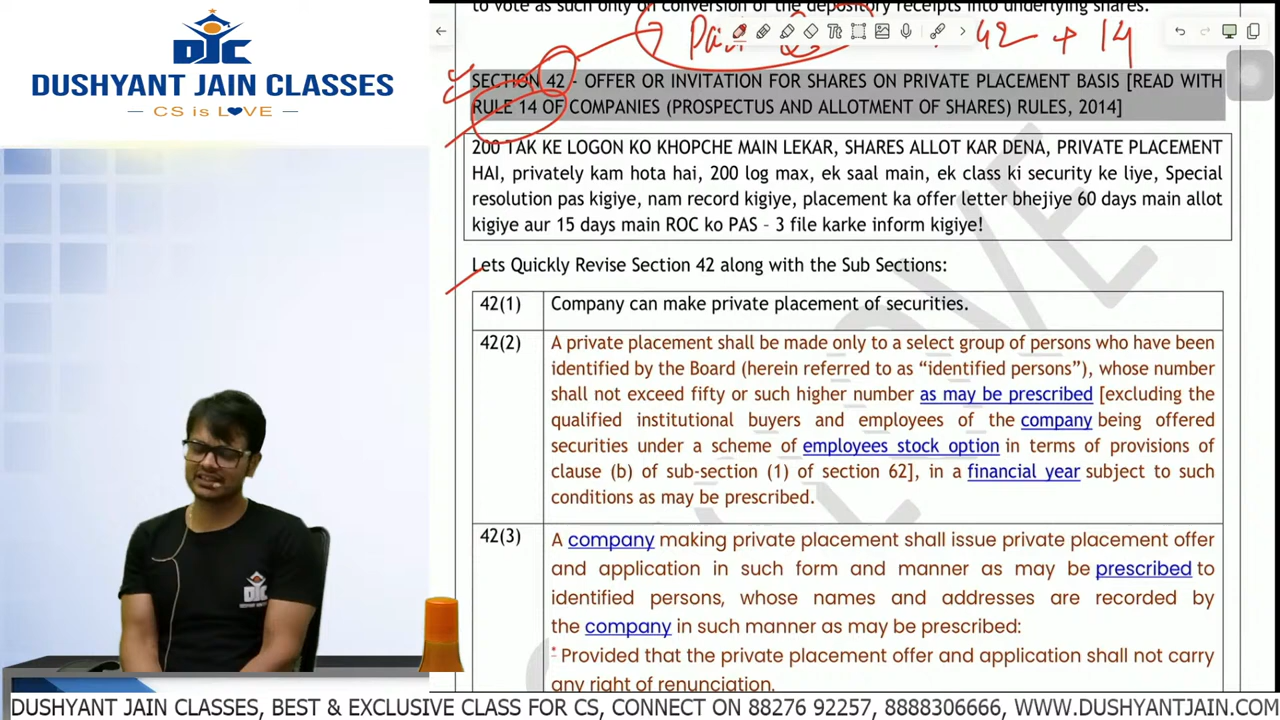 to vote as such only on conversion of the depository receipts into underlying shares.
42 + 14
DJC
DUSHYANT JAIN CLASSES
CS is LVE
SECTION 42 - OFFER OR INVITATION FOR SHARES ON PRIVATE PLACEMENT BASIS [READ WITH
RULE 14 OF COMPANIES (PROSPECTUS AND ALLOTMENT OF SHARES) RULES, 2014]
200 TAK KE LOGON KO KHOPCHE MAIN LEKAR, SHARES ALLOT KAR DENA, PRIVATE PLACEMENT
HAI, privately kam hota hai, 200 log max, ek saal main, ek class ki security ke liye, Special
resolution pas kigiye, nam record kigiye, placement ka offer letter bhejiye 60 days main allot
kigiye aur 15 days main ROC ko PAS – 3 file karke inform kigiye!
Lets Quickly Revise Section 42 along with the Sub Sections:
42(1) Company can make private placement of securities.
42(2) A private placement shall be made only to a select group of persons who have been
identified by the Board (herein referred to as “identified persons”), whose number
shall not exceed fifty or such higher number as may be prescribed [excluding the
qualified institutional buyers and employees of the company being offered
securities under a scheme of employees stock option in terms of provisions of
clause (b) of sub-section (1) of section 62], in a financial year subject to such
conditions as may be prescribed.
42(3) A company making private placement shall issue private placement offer
and application in such form and manner as may be prescribed to
identified persons, whose names and addresses are recorded by
the company in such manner as may be prescribed:
* Provided that the private placement offer and application shall not carry
any right of renunciation.
DJC
DUSHYANT JAIN CLASSES, BEST & EXCLUSIVE CLASS FOR CS, CONNECT ON 88276 92257, 8888306666, WWW.DUSHYANTJAIN.COM